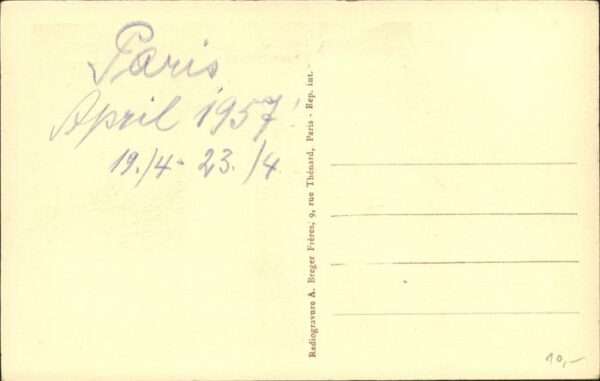 Paris
April 1957
19./4 - 23./4
Radiogravure A. Breger Frères, 9, rue Thénard, Paris - Rep. int.
10,-